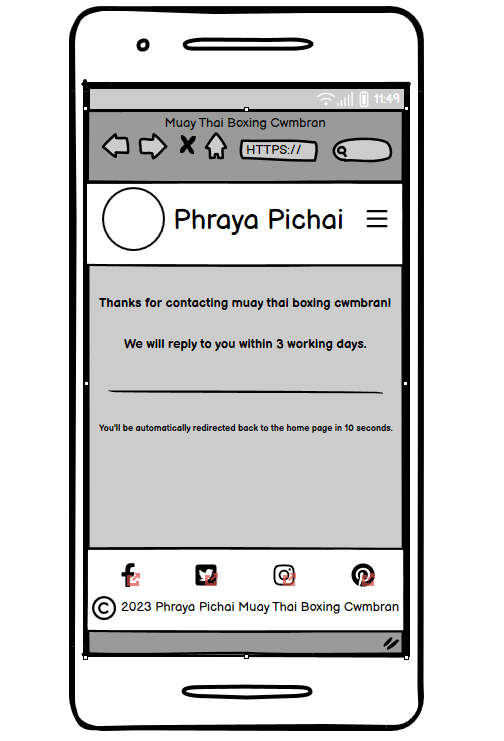 11:49
Muay Thai Boxing Cwmbran
HTTPS://
Phraya Pichai
Thanks for contacting muay thai boxing cwmbran!
We will reply to you within 3 working days.
You'll be automatically redirected back to the home page in 10 seconds.
© 2023 Phraya Pichai Muay Thai Boxing Cwmbran